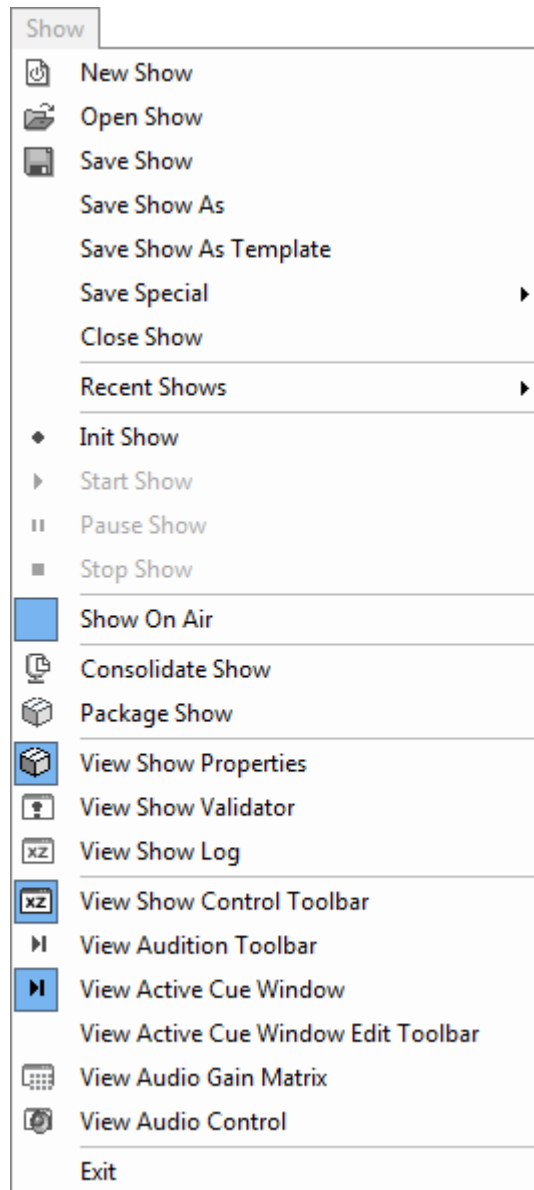 Show
New Show
Open Show
Save Show
Save Show As
Save Show As Template
Save Special
Close Show
Recent Shows
Init Show
Start Show
Pause Show
Stop Show
Show On Air
Consolidate Show
Package Show
View Show Properties
View Show Validator
XZ View Show Log
XZ View Show Control Toolbar
View Audition Toolbar
View Active Cue Window
View Active Cue Window Edit Toolbar
View Audio Gain Matrix
View Audio Control
Exit